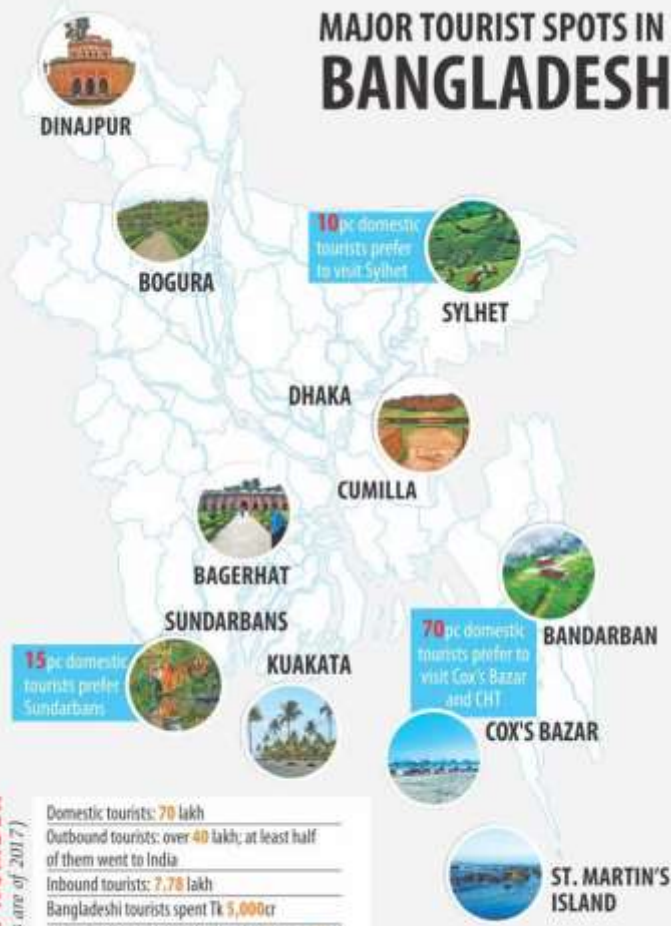 MAJOR TOURIST SPOTS IN
BANGLADESH
DINAJPUR
BOGURA
10pc domestic
tourists prefer
to visit Sylhet
SYLHET
DHAKA
CUMILLA
BAGERHAT
SUNDARBANS
15pc domestic
tourists prefer
Sundarbans
KUAKATA
70pc domestic
tourists prefer to
visit Cox's Bazar
and CHT
BANDARBAN
COX'S BAZAR
ST. MARTIN'S
ISLAND
are of 2017)
Domestic tourists: 70 lakh
Outbound tourists: over 40 lakh; at least half
of them went to India
Inbound tourists: 7.78 lakh
Bangladeshi tourists spent Tk 5,000cr